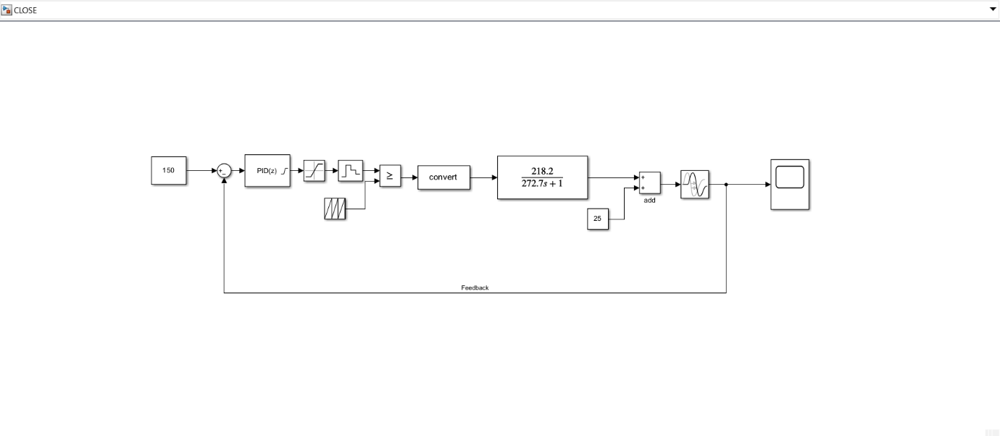 CLOSE
150
+
−
PID(z)
≥
convert
218.2
272.7s + 1
+
+
add
25
Feedback